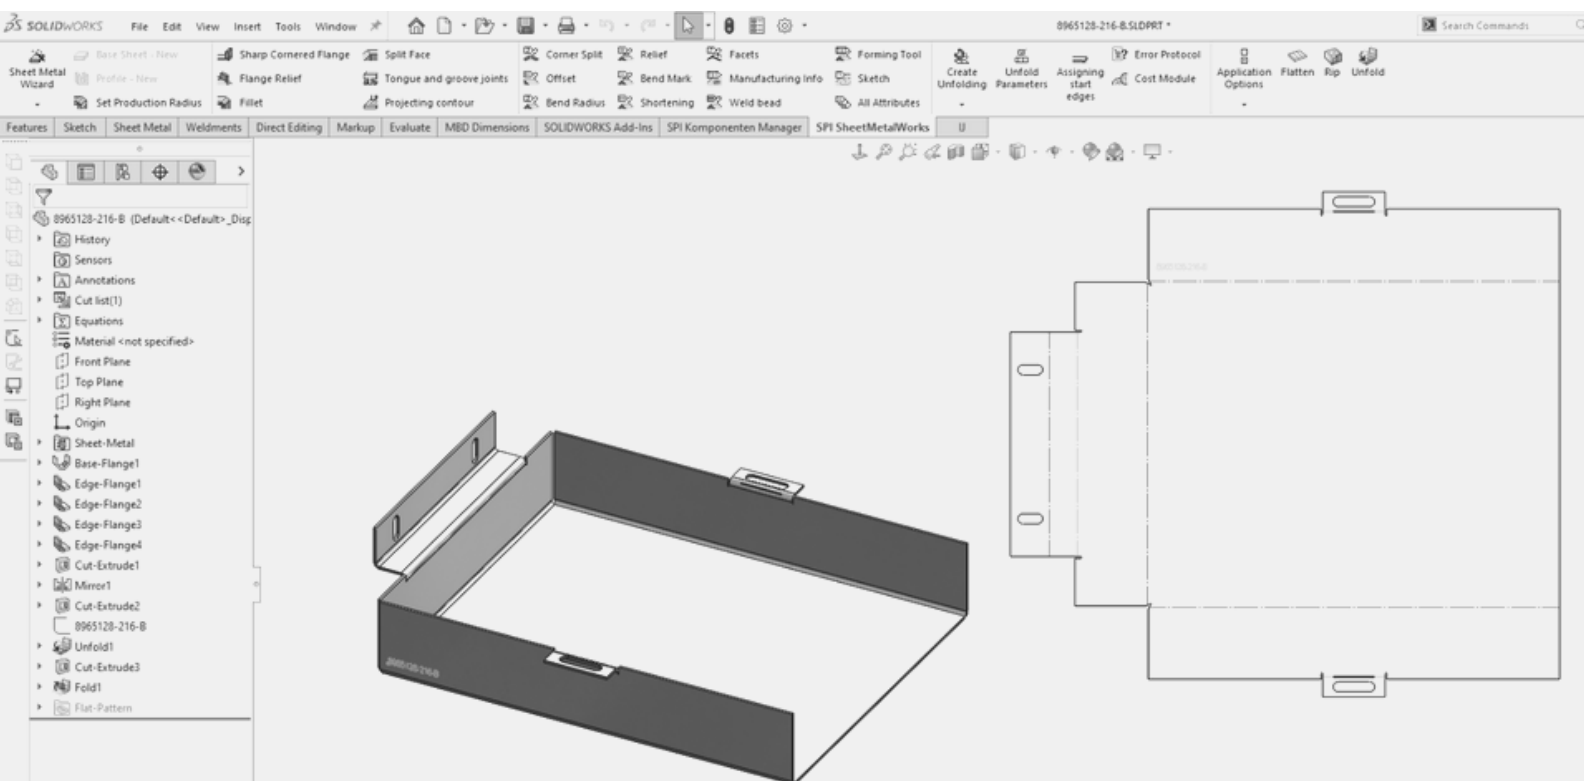 SOLIDWORKS File Edit View Insert Tools Window 8965128-216-B.SLDPRT * Search Commands
Sheet Metal Wizard
Base Sheet - New
Profile - New
Set Production Radius
Sharp Cornered Flange
Flange Relief
Fillet
Split Face
Tongue and groove joints
Projecting contour
Corner Split
Offset
Bend Radius
Relief
Bend Mark
Shortening
Facets
Manufacturing Info
Weld bead
Forming Tool
Sketch
All Attributes
Create Unfolding
Unfold Parameters
Assigning start edges
Error Protocol
Cost Module
Application Options
Flatten
Rip
Unfold
Features Sketch Sheet Metal Weldments Direct Editing Markup Evaluate MBD Dimensions SOLIDWORKS Add-Ins SPI Komponenten Manager SPI SheetMetalWorks
8965128-216-B (Default<<Default>_Disp
History
Sensors
Annotations
Cut list(1)
Equations
Material <not specified>
Front Plane
Top Plane
Right Plane
Origin
Sheet-Metal
Base-Flange1
Edge-Flange1
Edge-Flange2
Edge-Flange3
Edge-Flange4
Cut-Extrude1
Mirror1
Cut-Extrude2
8965128-216-B
Unfold1
Cut-Extrude3
Fold1
Flat-Pattern